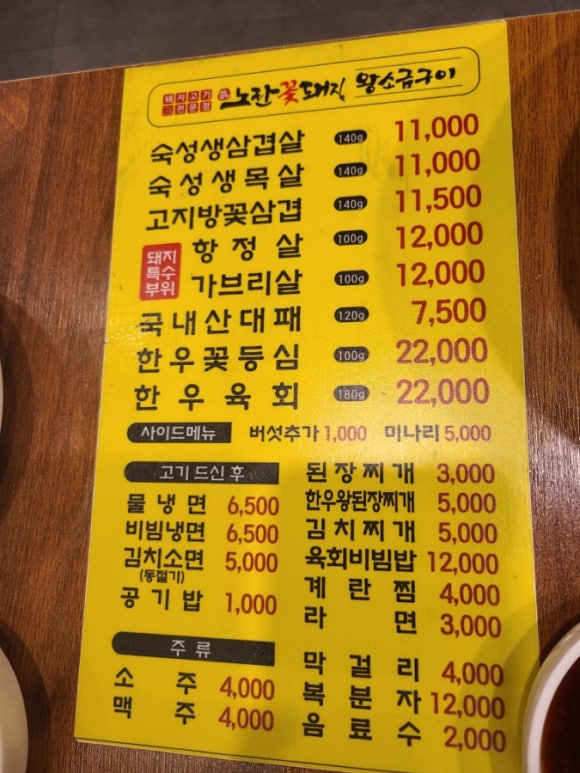 돼지고기 전문점 노란꽃돼지 왕소금구이
숙성생삼겹살 140g 11,000
숙성생목살 140g 11,000
고지방꽃삼겹 140g 11,500
돼지 특수 부위
항정살 100g 12,000
가브리살 100g 12,000
국내산대패 120g 7,500
한우꽃등심 100g 22,000
한우육회 180g 22,000
사이드메뉴 버섯추가 1,000 미나리 5,000
고기 드신 후
물냉면 6,500
비빔냉면 6,500
김치소면 5,000
(동절기)
공기밥 1,000
된장찌개 3,000
한우왕된장찌개 5,000
김치찌개 5,000
육회비빔밥 12,000
계란찜 4,000
라면 3,000
주류
소주 4,000
맥주 4,000
막걸리 4,000
복분자 12,000
음료수 2,000